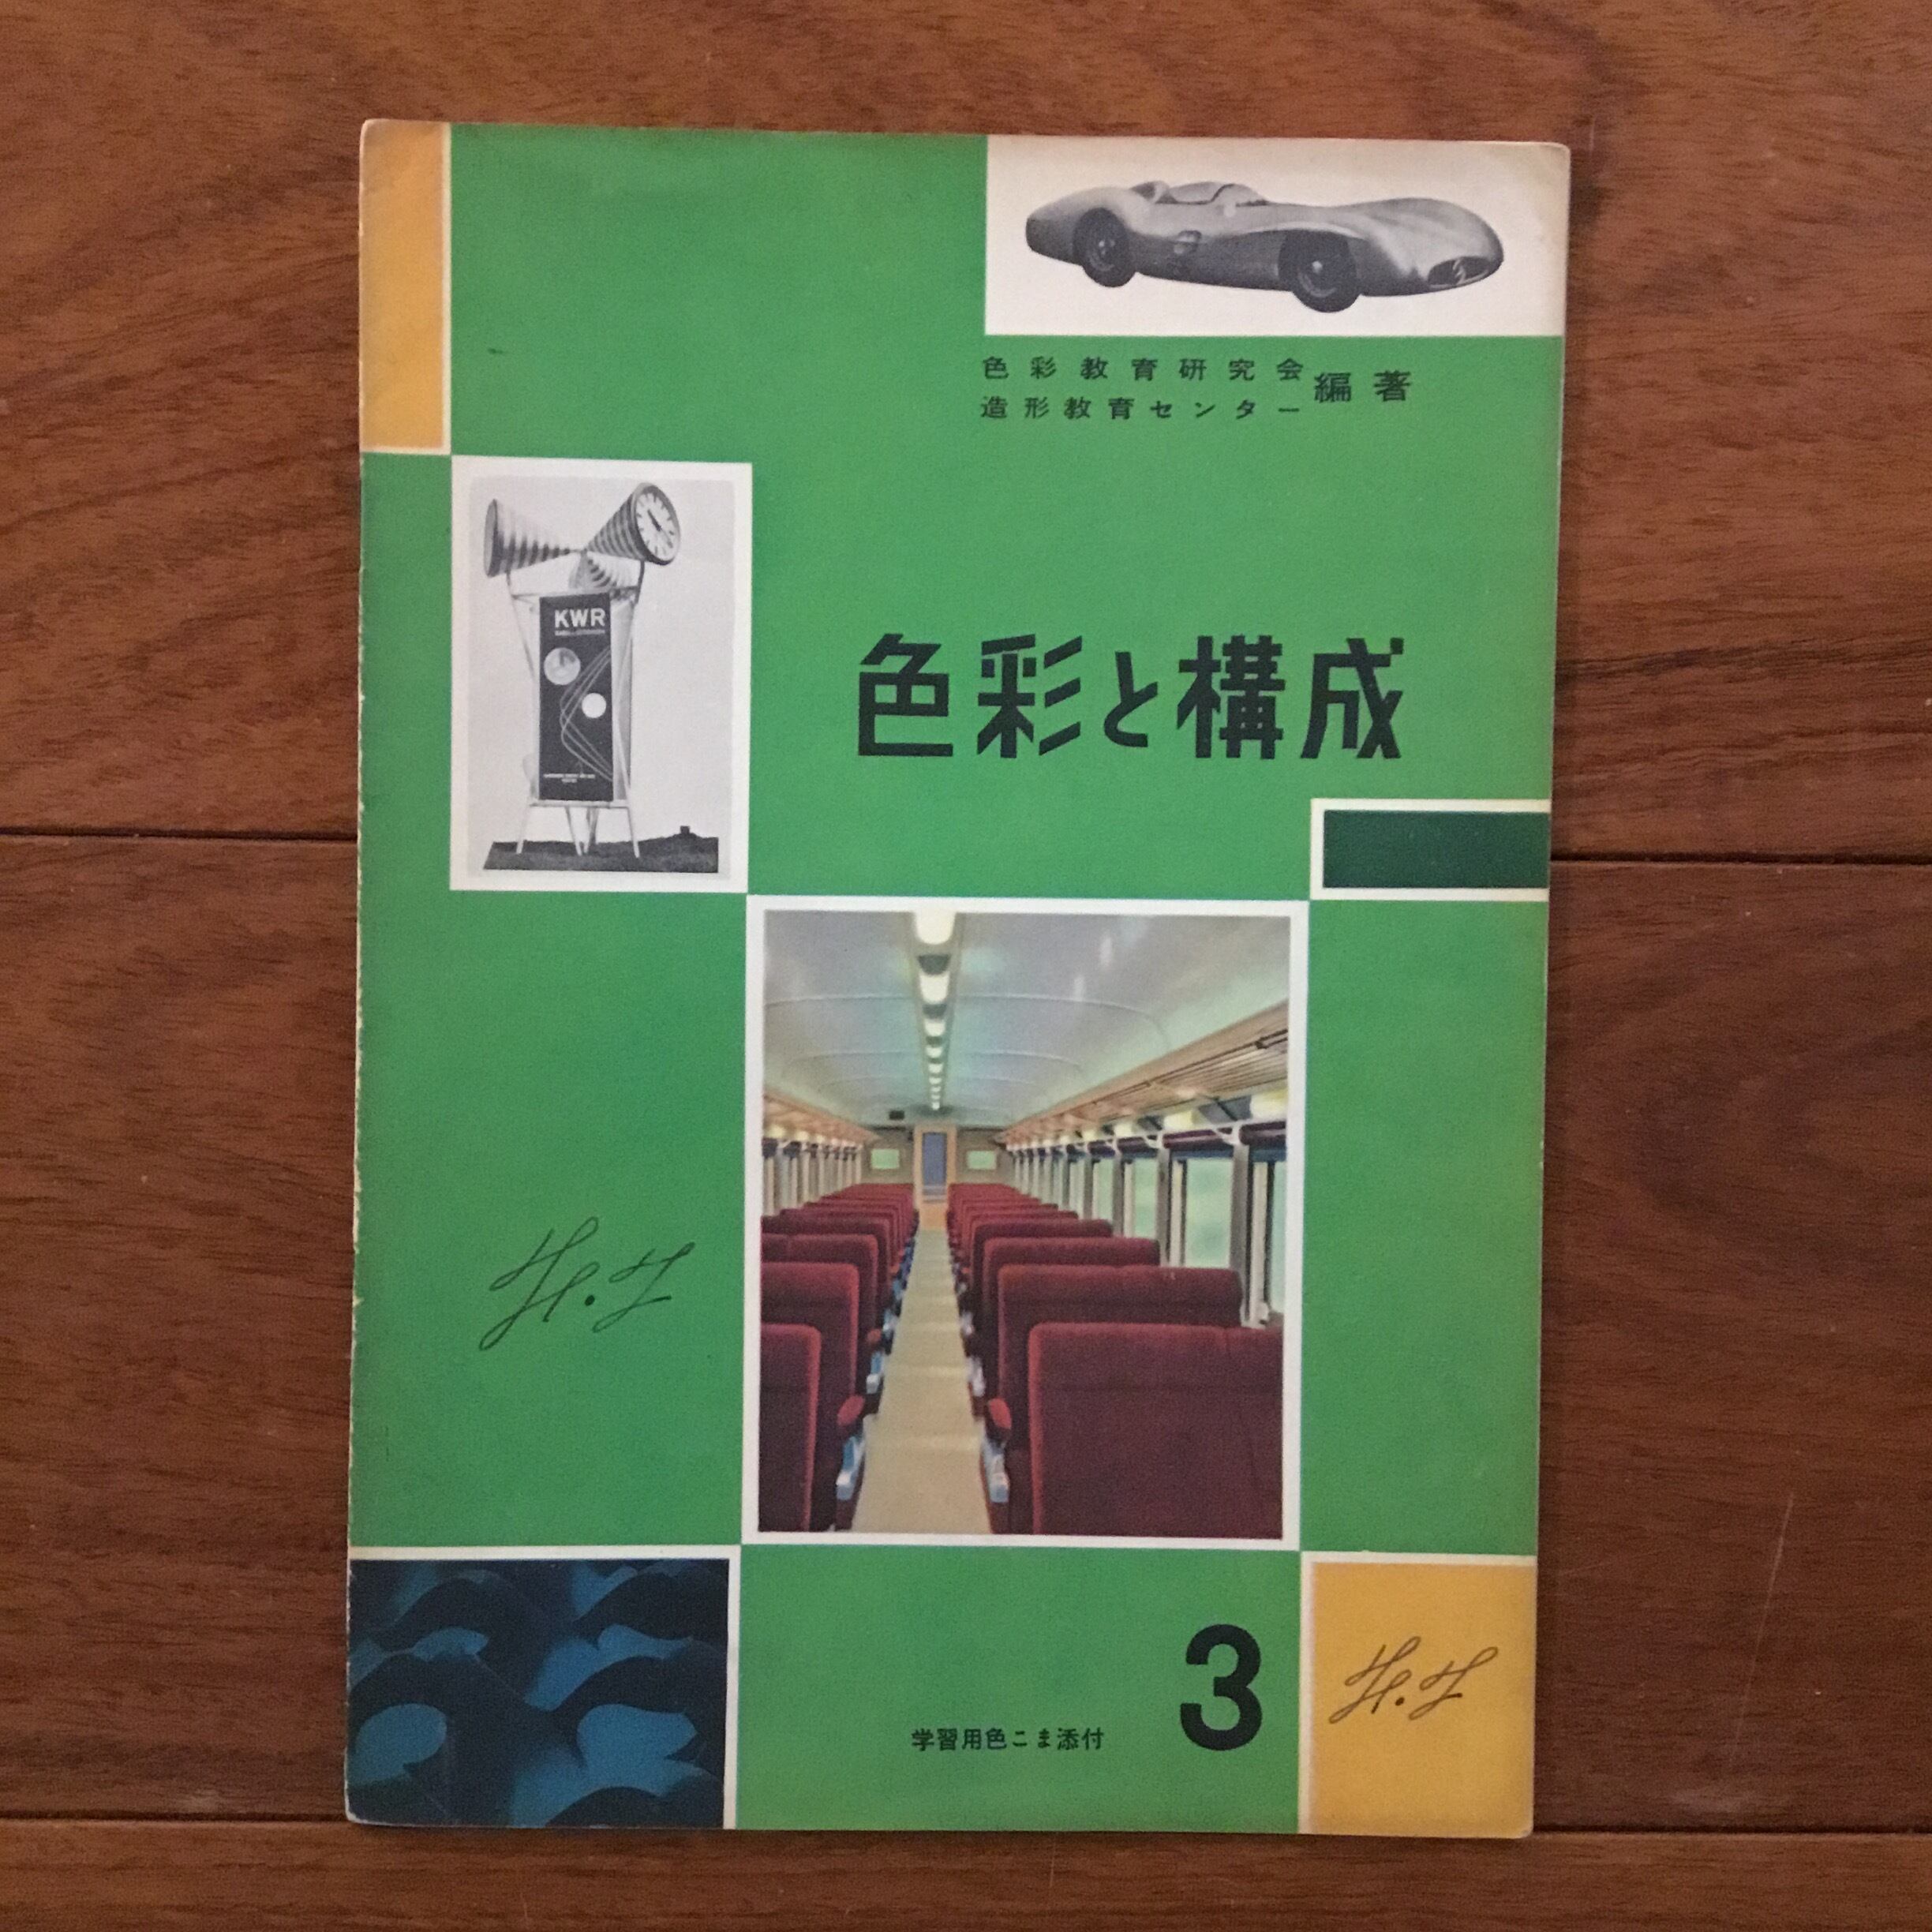 色彩教育研究会
造形教育センター
編著
KWR
色彩と構成
H.Y
3
学習用色こま添付
H.Y